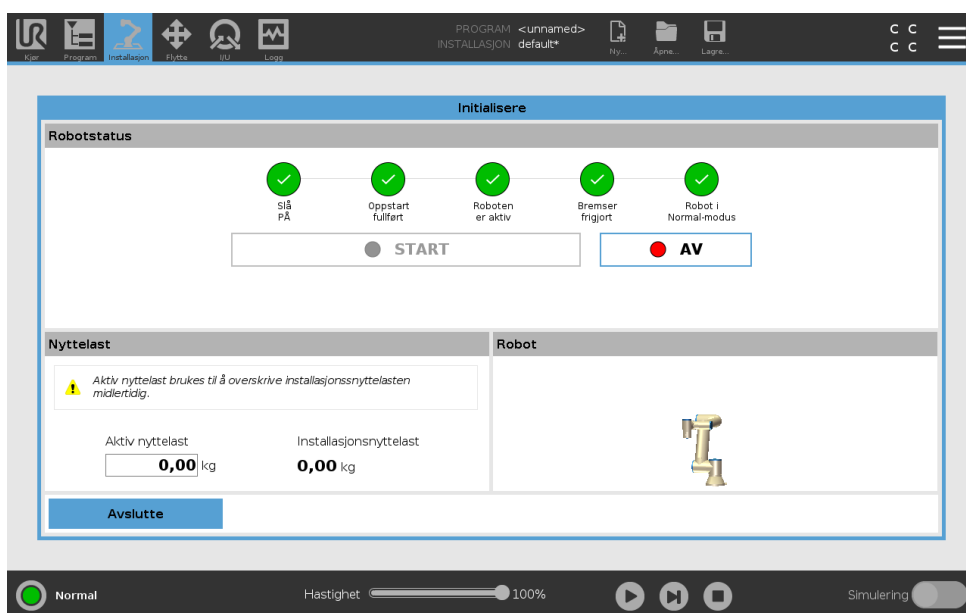 UR
PROGRAM <unnamed>
INSTALLASJON default*
Kjør Program Installasjon Flytte I/U Logg Ny... Åpne... Lagre...
C C
C C
Initialisere
Robotstatus
Slå
PÅ
Oppstart
fullført
Roboten
er aktiv
Bremser
frigjort
Robot i
Normal-modus
START
AV
Nyttelast
Robot
Aktiv nyttelast brukes til å overskrive installasjonssnyttelasten
midlertidig.
Aktiv nyttelast
Installasjonsnyttelast
0,00 kg
0,00 kg
Avslutte
Normal
Hastighet
100%
Simulering